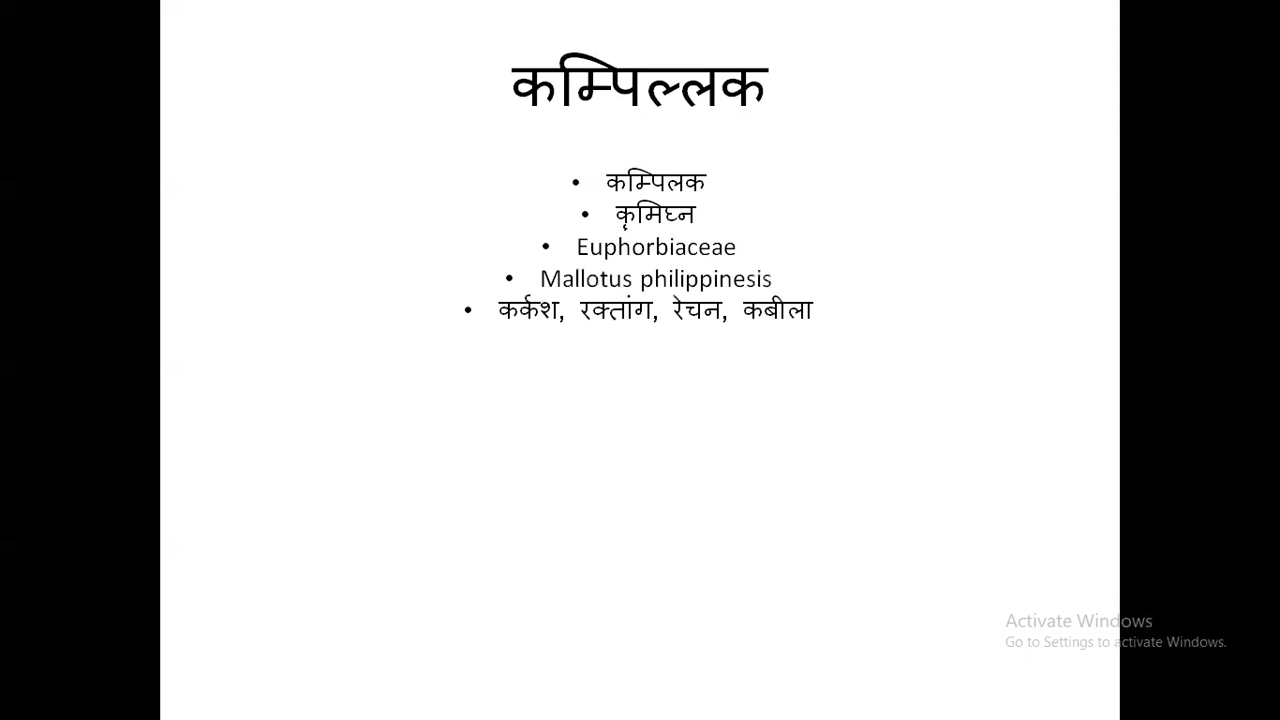 कम्पिल्लक
• कम्पिलक
• कृमिघ्न
• Euphorbiaceae
• Mallotus philippinesis
• कर्कश, रक्तांग, रेचन, कबीला
Activate Windows
Go to Settings to activate Windows.